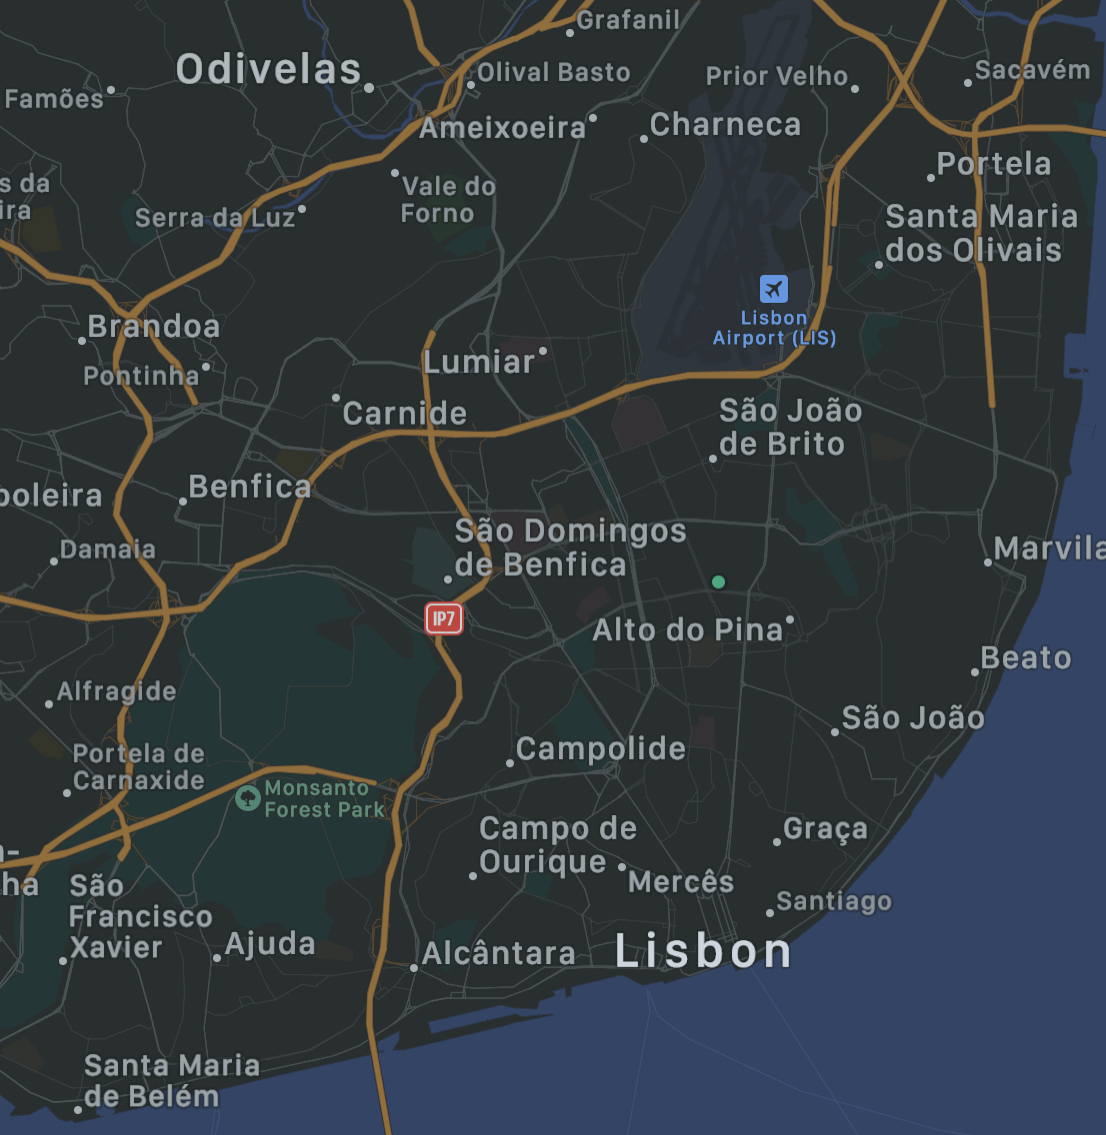 Grafanil
Odivelas
Olival Basto
Prior Velho
Sacavém
Famões
Ameixoeira
Charneca
Portela
s da
ira
Vale do
Forno
Serra da Luz
Santa Maria
dos Olivais
Lisbon
Airport (LIS)
Brandoa
Pontinha
Lumiar
Carnide
São João
de Brito
Benfica
boleira
São Domingos
de Benfica
Damaia
Marvila
IP7
Alto do Pina
Beato
Alfragide
São João
Portela de
Carnaxide
Campolide
Monsanto
Forest Park
Campo de
Ourique
Graça
Mercês
a-
ha
São
Francisco
Xavier
Santiago
Ajuda
Alcântara
Lisbon
Santa Maria
de Belém